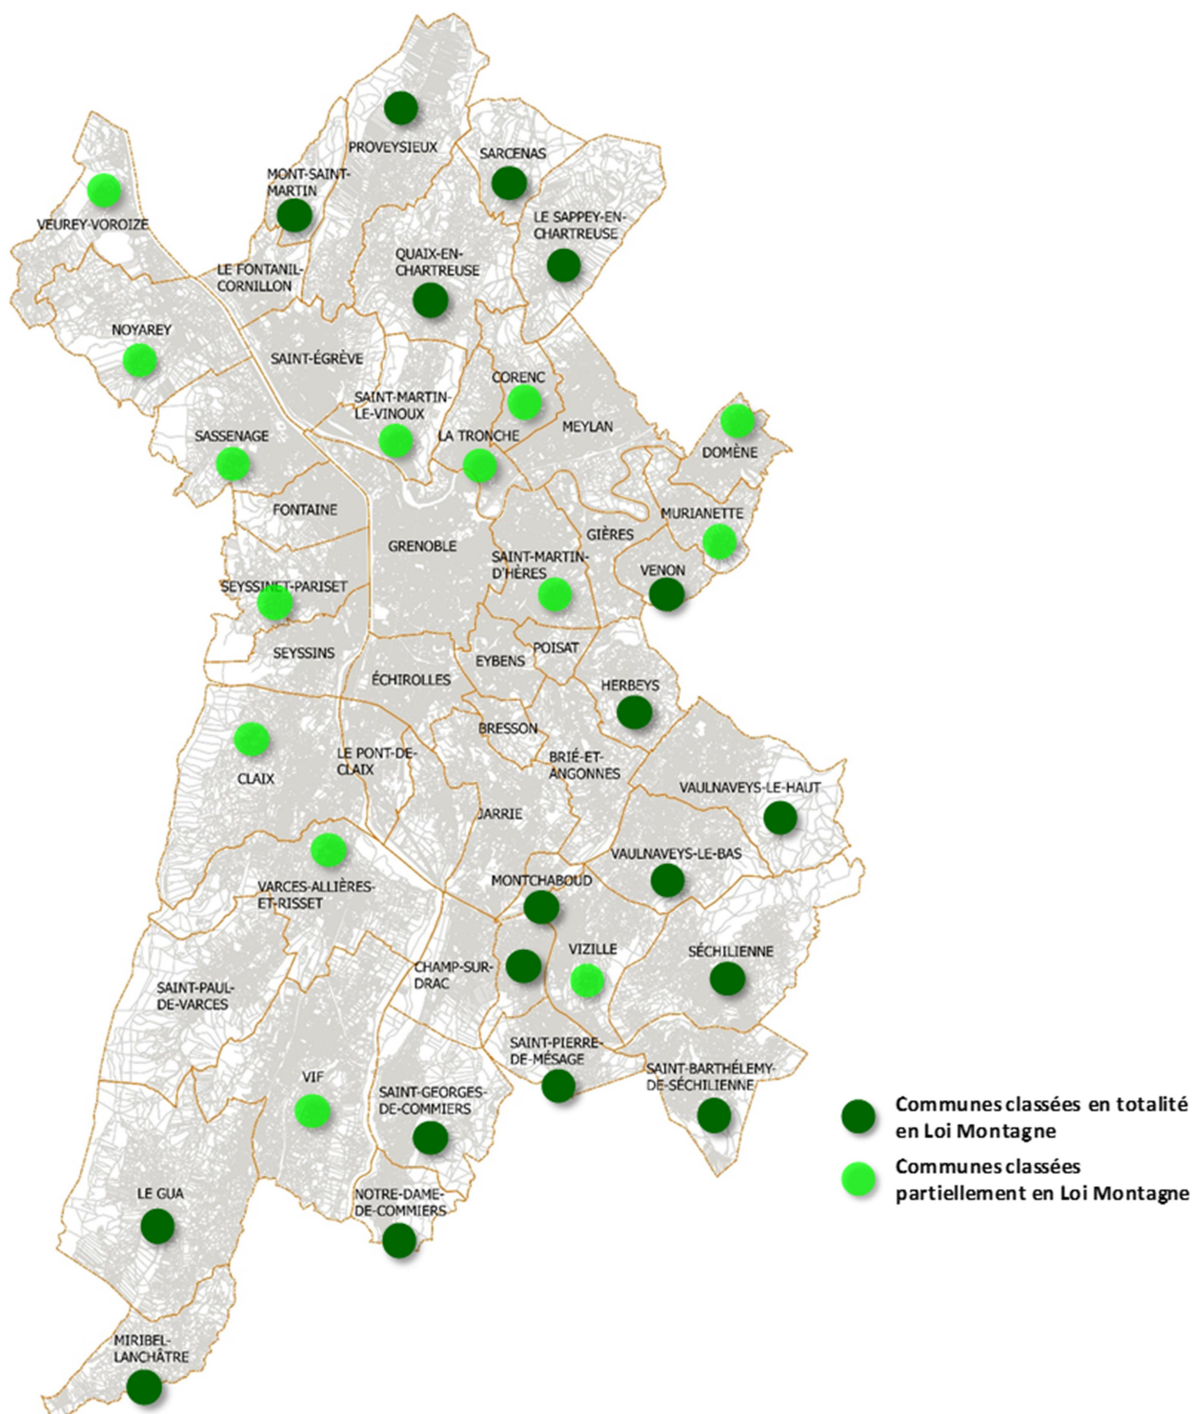 PROVEYSIEUX
SARCENAS
MONT-SAINT-
MARTIN
VEUREY-VOROIZE
LE SAPPEY-EN-
CHARTREUSE
QUAIX-EN-
CHARTREUSE
LE FONTANIL-
CORNILLON
NOYAREY
SAINT-ÉGRÈVE
CORENC
SAINT-MARTIN-
LE-VINOUX
MEYLAN
LA TRONCHE
SASSENAGE
DOMÈNE
FONTAINE
MURIANETTE
GIÈRES
GRENOBLE
SAINT-MARTIN-
D'HÈRES
VENON
SEYSSINET-PARISET
SEYSSINS
POISAT
EYBENS
ÉCHIROLLES
HERBEYS
BRESSON
LE PONT-DE-
CLAIX
BRIÉ-ET-
ANGONNES
CLAIX
VAULNAVEYS-LE-HAUT
JARRIE
VAULNAVEYS-LE-BAS
MONTCHABOUD
VARCES-ALLIÈRES-
ET-RISSET
VIZILLE
SÉCHILIENNE
CHAMP-SUR-
DRAC
SAINT-PAUL-
DE-VARCES
SAINT-PIERRE-
DE-MÉSAGE
SAINT-BARTHÉLEMY-
DE-SÉCHILIENNE
VIF
SAINT-GEORGES-
DE-COMMIERS
LE GUA
NOTRE-DAME-
DE-COMMIERS
MIRIBEL-
LANCHÂTRE
Communes classées en totalité
en Loi Montagne
Communes classées
partiellement en Loi Montagne